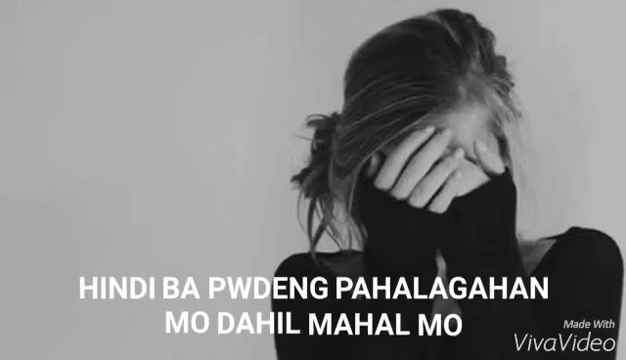 HINDI BA PWDENG PAHALAGAHAN
MO DAHIL MAHAL MO
Made With
VivaVideo